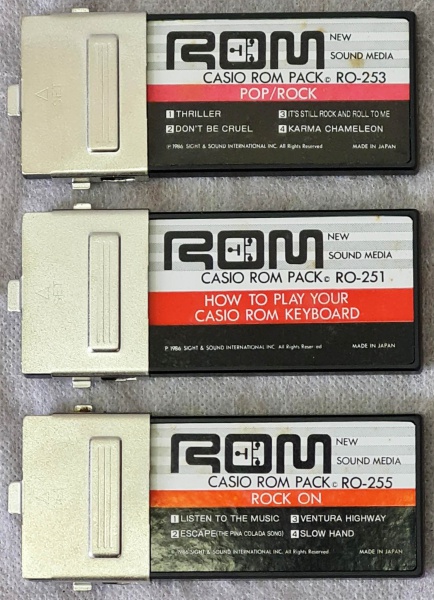 ROM NEW
SOUND MEDIA
CASIO ROM PACK© RO-253
POP/ROCK
1 THRILLER 3 IT'S STILL ROCK AND ROLL TO ME
2 DON'T BE CRUEL 4 KARMA CHAMELEON
℗ 1986 SIGHT & SOUND INTERNATIONAL INC. All Rights Reserved MADE IN JAPAN
ROM NEW
SOUND MEDIA
CASIO ROM PACK© RO-251
HOW TO PLAY YOUR
CASIO ROM KEYBOARD
℗ 1986 SIGHT & SOUND INTERNATIONAL INC. All Rights Reserved MADE IN JAPAN
ROM NEW
SOUND MEDIA
CASIO ROM PACK© RO-255
ROCK ON
1 LISTEN TO THE MUSIC 3 VENTURA HIGHWAY
2 ESCAPE (THE PINA COLADA SONG) 4 SLOW HAND
℗ 1986 SIGHT & SOUND INTERNATIONAL INC. All Rights Reserved MADE IN JAPAN